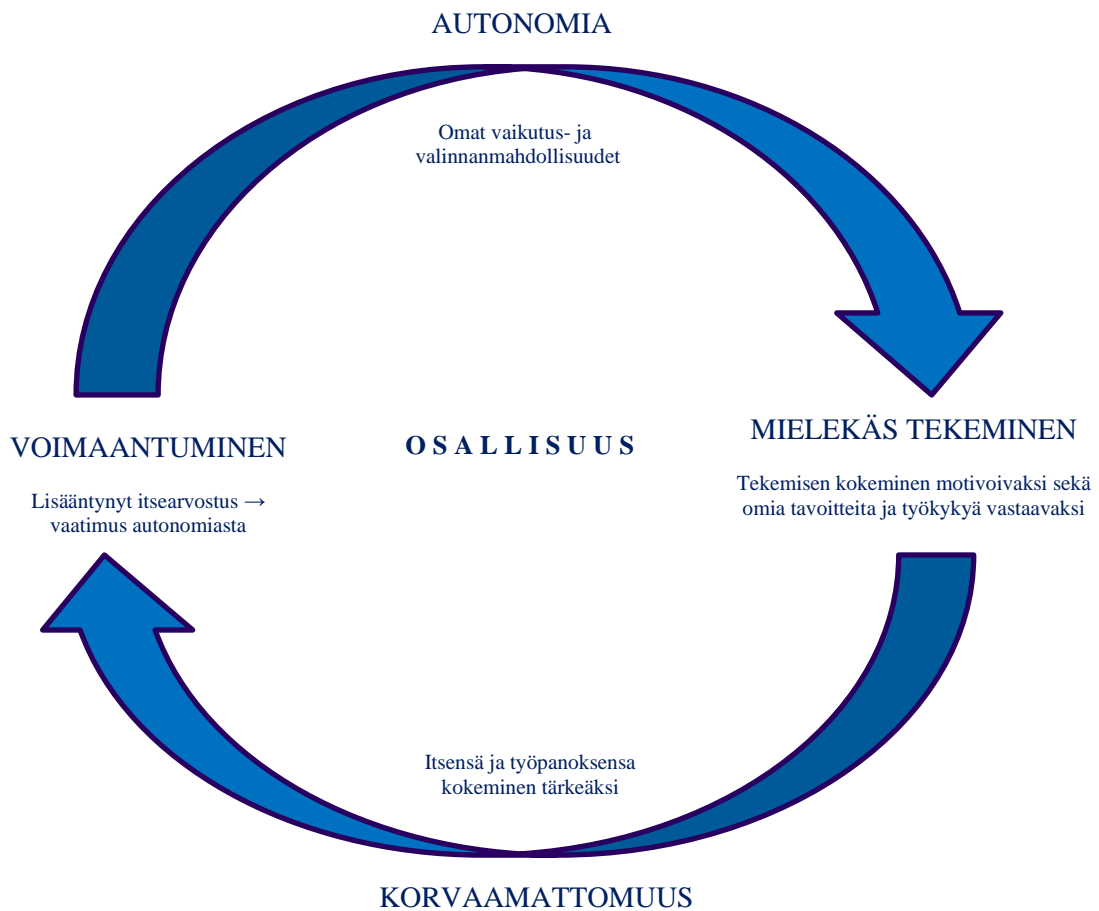 AUTONOMIA
Omat vaikutus- ja
valinnanmahdollisuudet
VOIMAANTUMINEN
Lisääntynyt itsearvostus →
vaatimus autonomiasta
OSALLISUUS
MIELEKÄS TEKEMINEN
Tekemisen kokeminen motivoivaksi sekä
omia tavoitteita ja työkykyä vastaavaksi
Itsensä ja työpanoksensa
kokeminen tärkeäksi
KORVAAMATTOMUUS